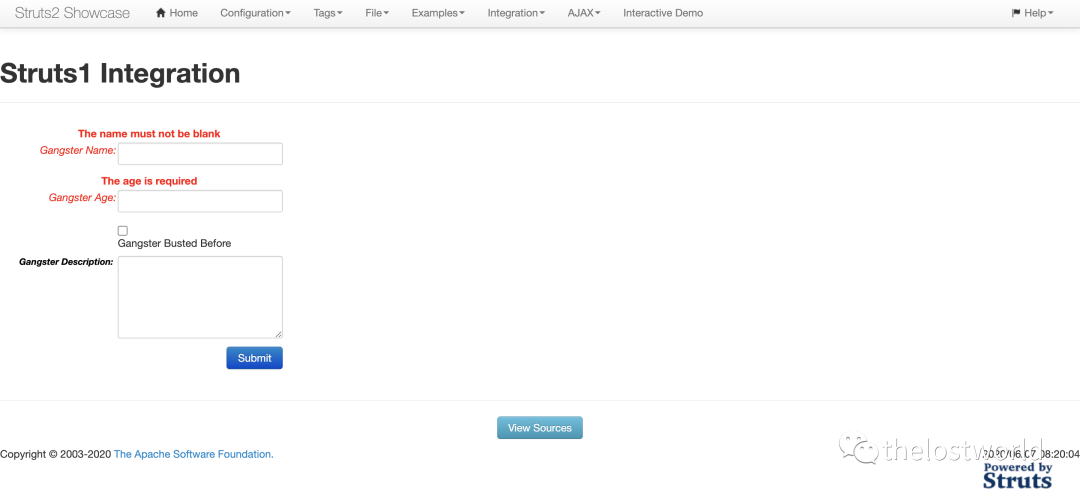 Struts2 Showcase Home Configuration Tags File Examples Integration AJAX Interactive Demo Help
Struts1 Integration
The name must not be blank
Gangster Name:
The age is required
Gangster Age:
Gangster Busted Before
Gangster Description:
Submit
View Sources
thelostworld
Copyright © 2003-2020 The Apache Software Foundation. 2020/06/07 08:20:04
Powered by
Struts